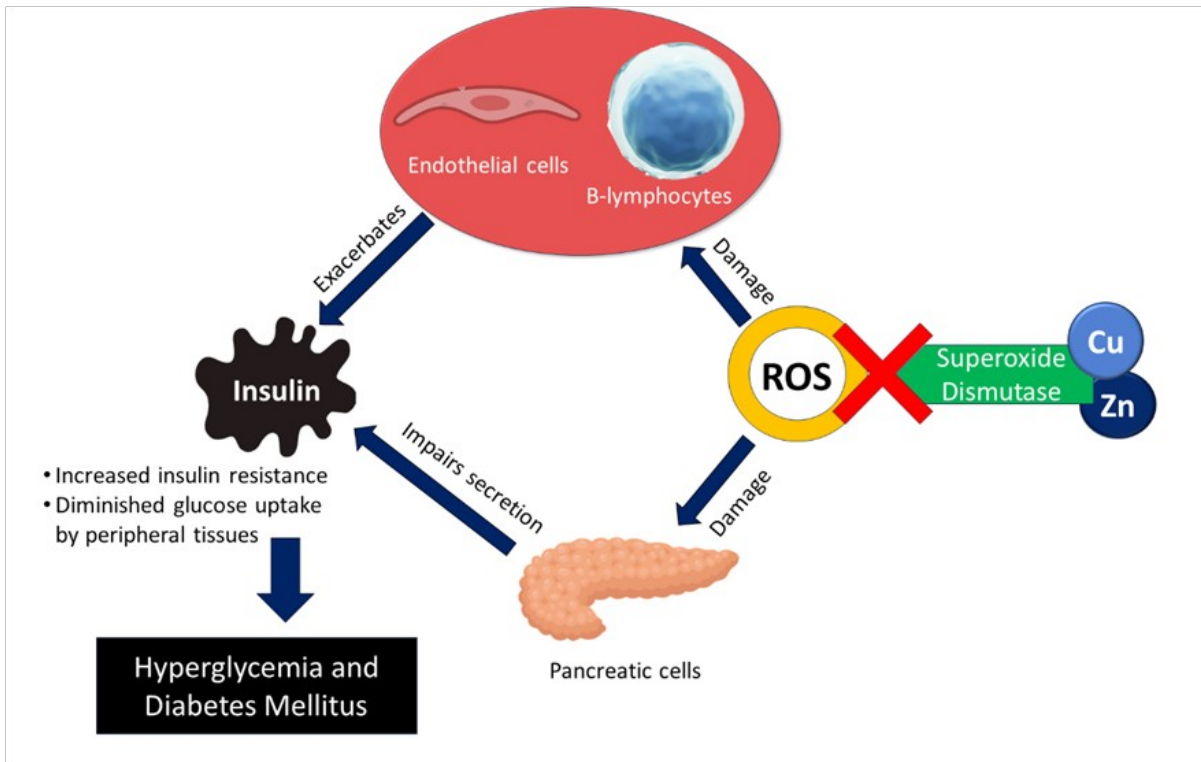 Endothelial cells
B-lymphocytes
Exacerbates
Damage
Insulin
ROS
Superoxide
Dismutase
Cu
Zn
• Increased insulin resistance
• Diminished glucose uptake
by peripheral tissues
Impairs secretion
Damage
Pancreatic cells
Hyperglycemia and
Diabetes Mellitus